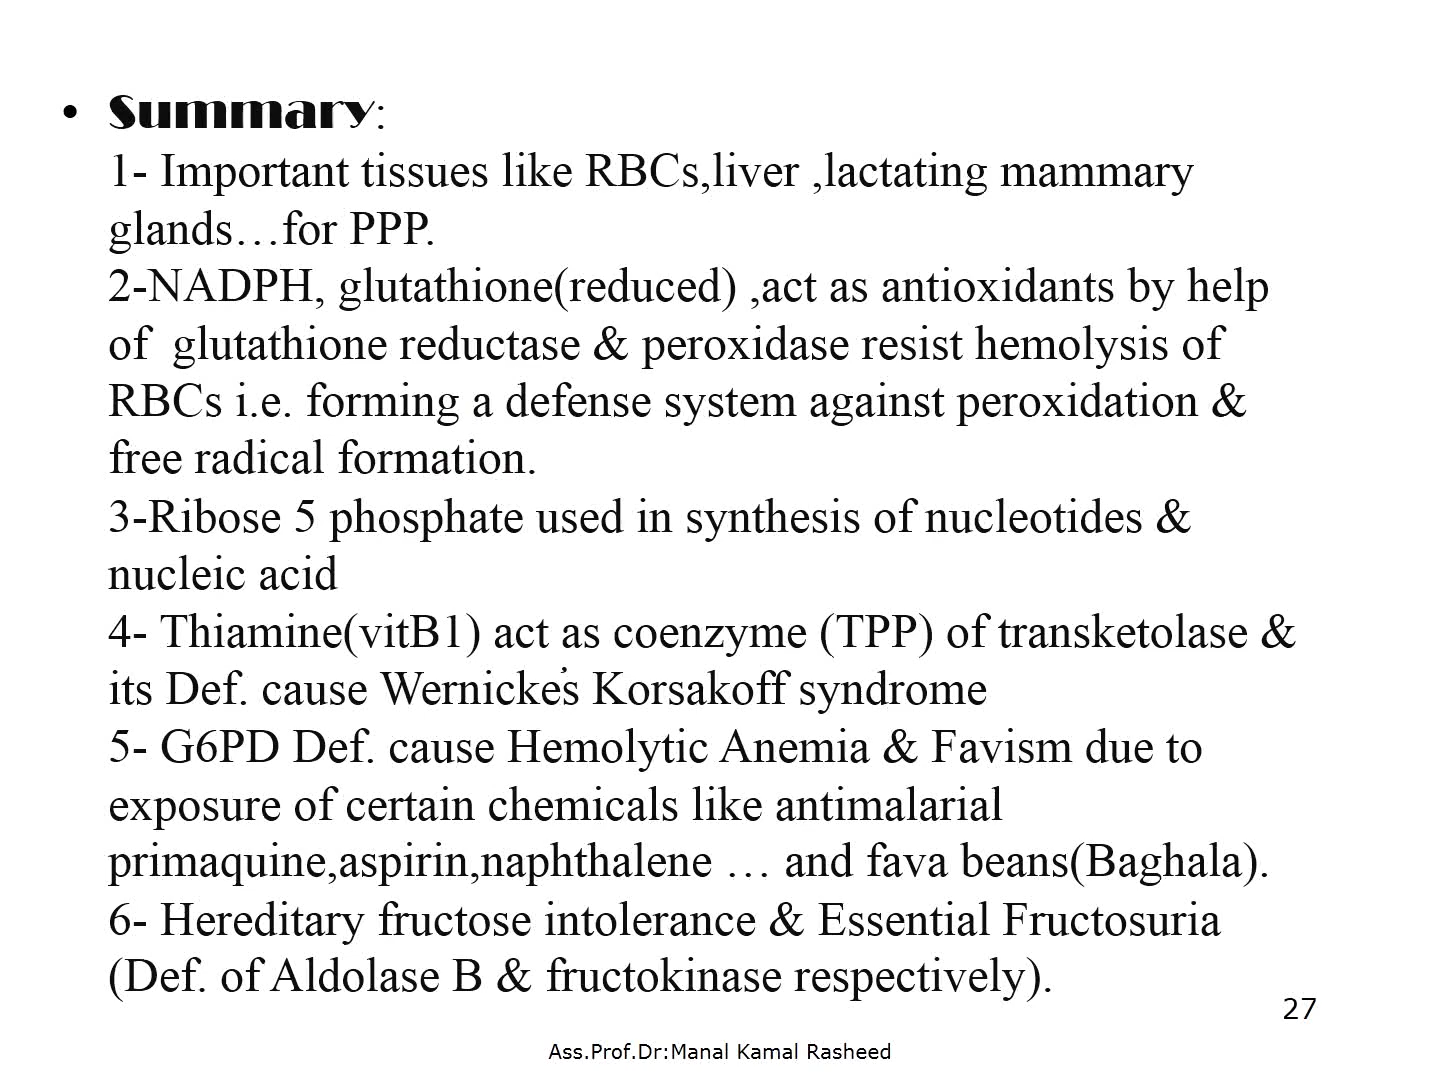 • Summary:
1- Important tissues like RBCs,liver ,lactating mammary
glands…for PPP.
2-NADPH, glutathione(reduced) ,act as antioxidants by help
of glutathione reductase & peroxidase resist hemolysis of
RBCs i.e. forming a defense system against peroxidation &
free radical formation.
3-Ribose 5 phosphate used in synthesis of nucleotides &
nucleic acid
4- Thiamine(vitB1) act as coenzyme (TPP) of transketolase &
its Def. cause Wernicke̕s Korsakoff syndrome
5- G6PD Def. cause Hemolytic Anemia & Favism due to
exposure of certain chemicals like antimalarial
primaquine,aspirin,naphthalene … and fava beans(Baghala).
6- Hereditary fructose intolerance & Essential Fructosuria
(Def. of Aldolase B & fructokinase respectively).
27
Ass.Prof.Dr:Manal Kamal Rasheed